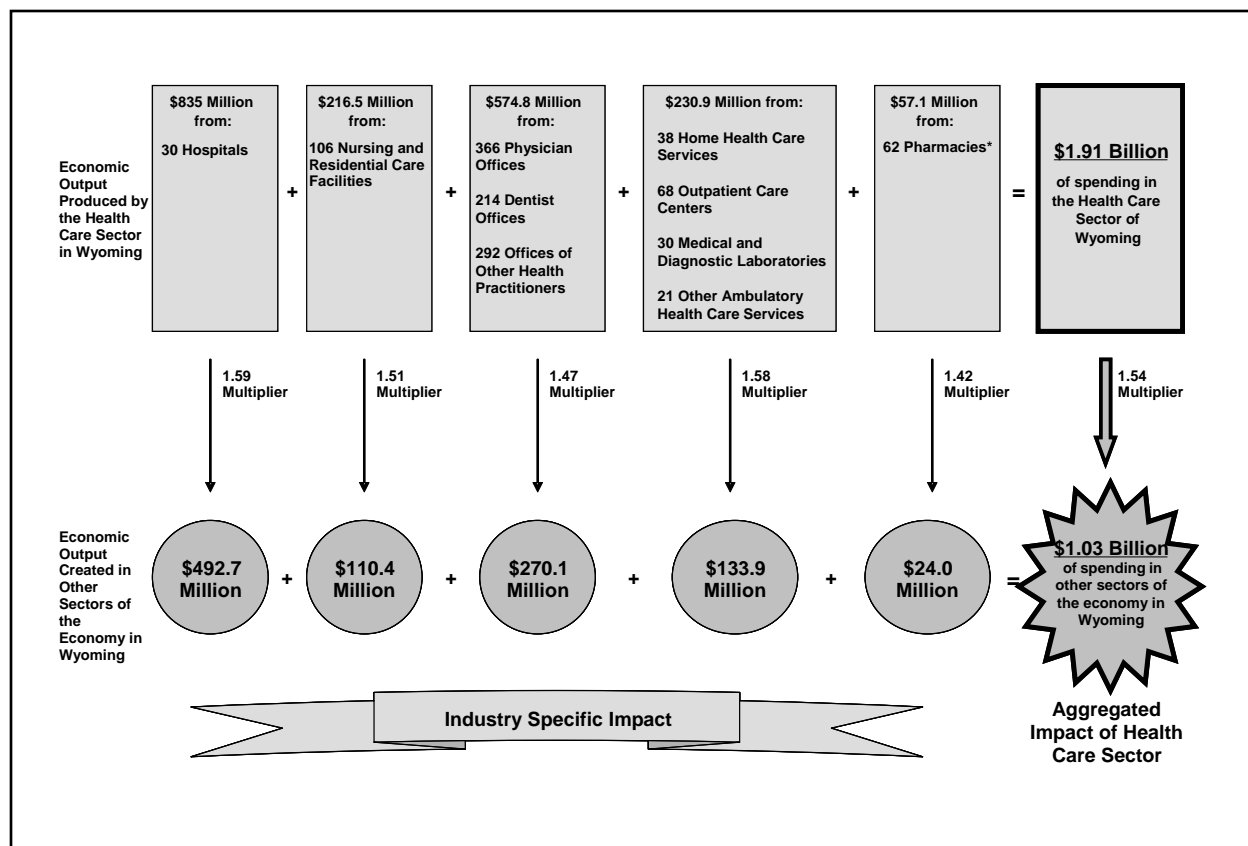 Economic
Output
Produced by
the Health
Care Sector
in Wyoming
$835 Million
from:
30 Hospitals
+
$216.5 Million
from:
106 Nursing and
Residential Care
Facilities
+
$574.8 Million
from:
366 Physician
Offices
214 Dentist
Offices
292 Offices of
Other Health
Practitioners
+
$230.9 Million from:
38 Home Health Care
Services
68 Outpatient Care
Centers
30 Medical and
Diagnostic Laboratories
21 Other Ambulatory
Health Care Services
+
$57.1 Million
from:
62 Pharmacies*
=
$1.91 Billion
of spending in
the Health Care
Sector of
Wyoming
1.59
Multiplier
1.51
Multiplier
1.47
Multiplier
1.58
Multiplier
1.42
Multiplier
1.54
Multiplier
Economic
Output
Created in
Other
Sectors of
the
Economy in
Wyoming
$492.7
Million
+
$110.4
Million
+
$270.1
Million
+
$133.9
Million
+
$24.0
Million
=
$1.03 Billion
of spending in
other sectors of
the economy in
Wyoming
Industry Specific Impact
Aggregated
Impact of Health
Care Sector